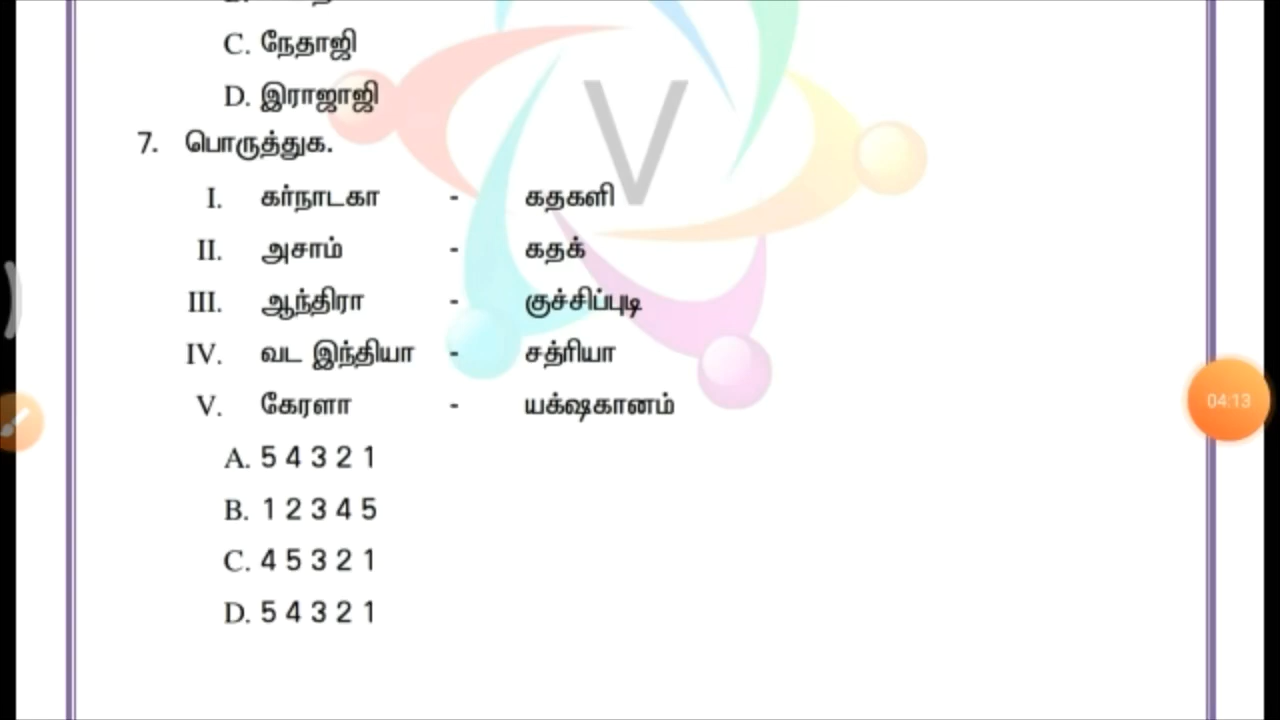 C. நேதாஜி
D. இராஜாஜி
7. பொருத்துக.
I. கர்நாடகா - கதகளி
II. அசாம் - கதக்
III. ஆந்திரா - குச்சிப்புடி
IV. வட இந்தியா - சத்ரியா
V. கேரளா - யக்ஷகானம்
A. 5 4 3 2 1
B. 1 2 3 4 5
C. 4 5 3 2 1
D. 5 4 3 2 1
V
04:13